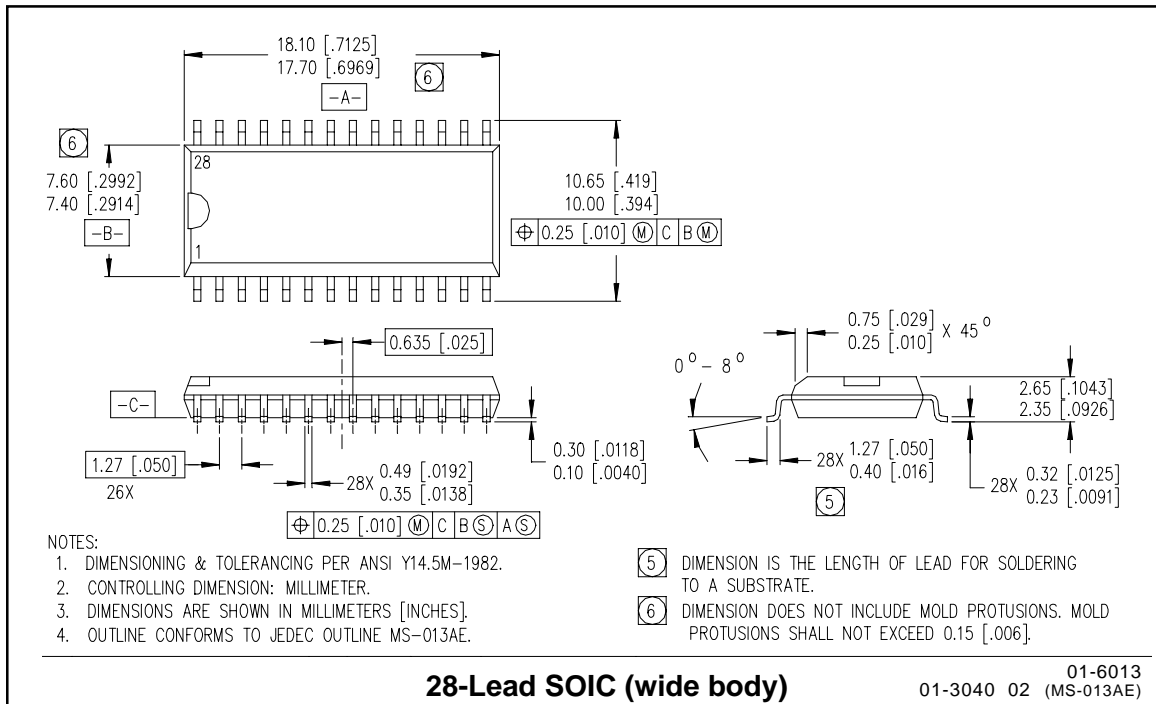 18.10 [.7125]
17.70 [.6969]
6
-A-
6
28
7.60 [.2992]
7.40 [.2914]
-B-
1
10.65 [.419]
10.00 [.394]
⌖ 0.25 [.010] Ⓜ C B Ⓜ
0.635 [.025]
-C-
1.27 [.050]
26X
28X 0.49 [.0192]
0.35 [.0138]
⌖ 0.25 [.010] Ⓜ C B Ⓢ A Ⓢ
0.30 [.0118]
0.10 [.0040]
0.75 [.029]
0.25 [.010] X 45°
0° - 8°
2.65 [.1043]
2.35 [.0926]
28X 1.27 [.050]
0.40 [.016]
5
28X 0.32 [.0125]
0.23 [.0091]
NOTES:
1. DIMENSIONING & TOLERANCING PER ANSI Y14.5M-1982.
2. CONTROLLING DIMENSION: MILLIMETER.
3. DIMENSIONS ARE SHOWN IN MILLIMETERS [INCHES].
4. OUTLINE CONFORMS TO JEDEC OUTLINE MS-013AE.
5 DIMENSION IS THE LENGTH OF LEAD FOR SOLDERING
TO A SUBSTRATE.
6 DIMENSION DOES NOT INCLUDE MOLD PROTUSIONS. MOLD
PROTUSIONS SHALL NOT EXCEED 0.15 [.006].
28-Lead SOIC (wide body)
01-6013
01-3040 02 (MS-013AE)